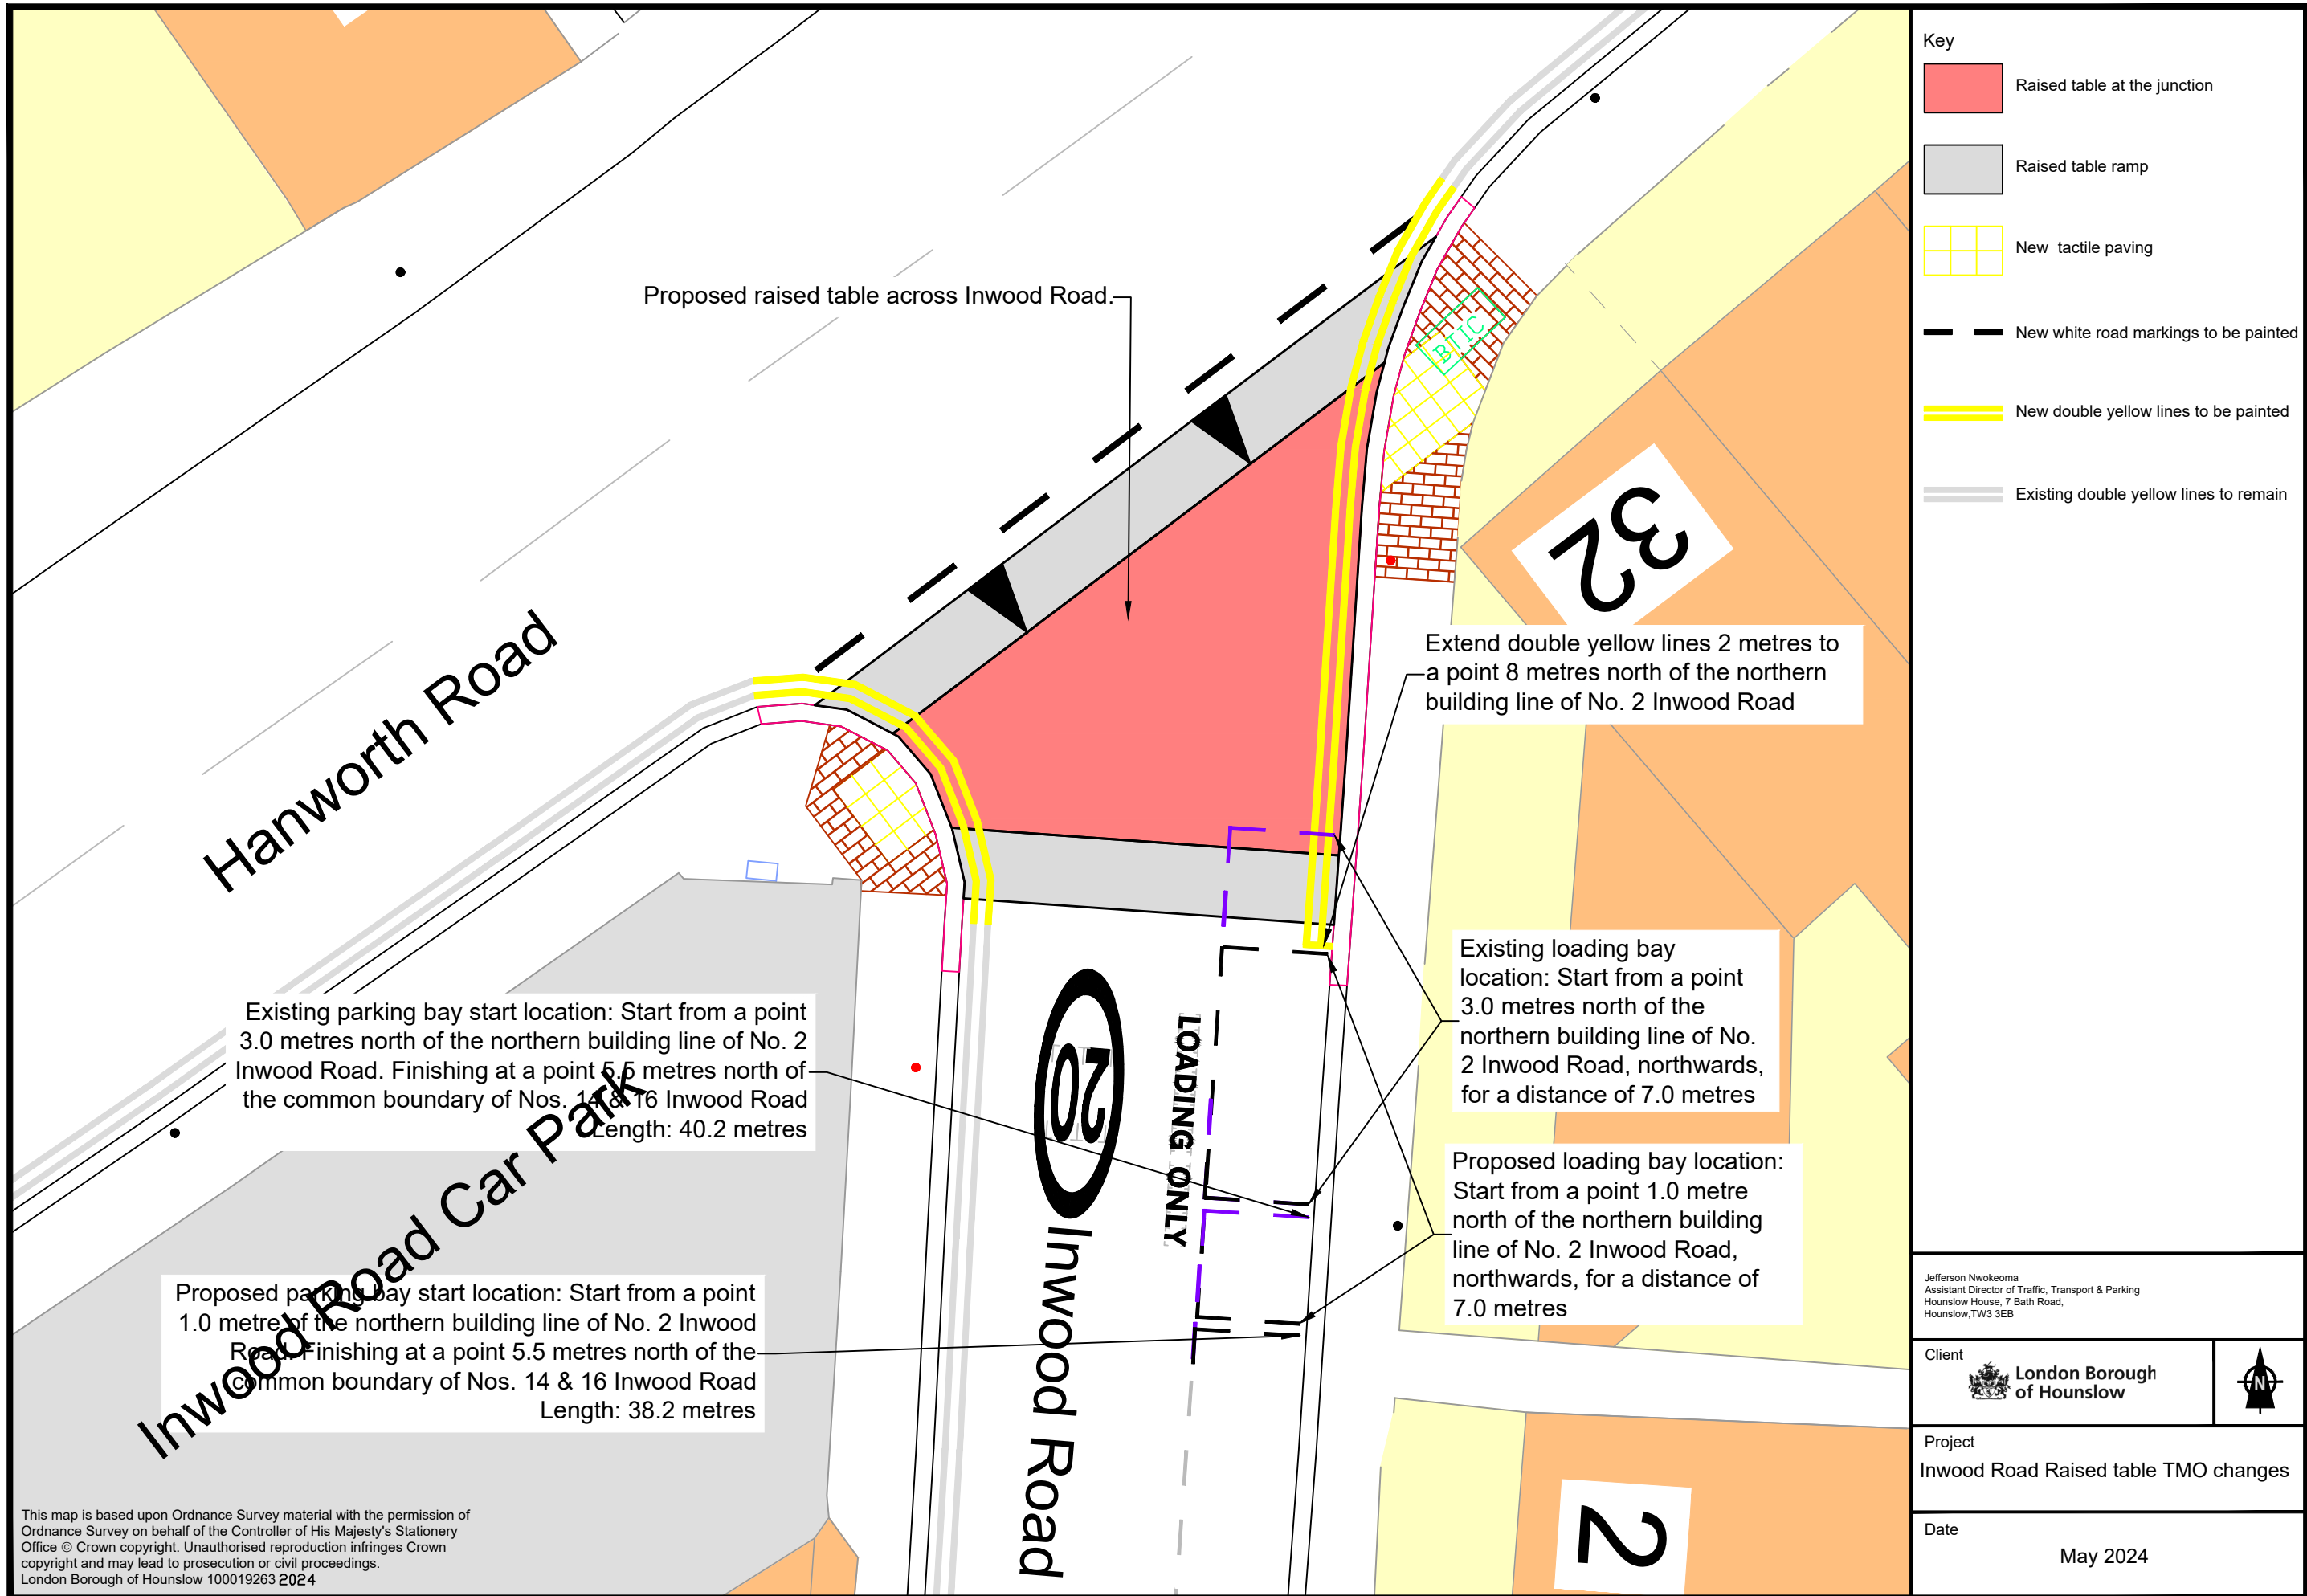 Proposed raised table across Inwood Road.
BTIC
32
Hanworth Road
Extend double yellow lines 2 metres to
a point 8 metres north of the northern
building line of No. 2 Inwood Road
Existing loading bay
location: Start from a point
3.0 metres north of the
northern building line of No.
2 Inwood Road, northwards,
for a distance of 7.0 metres
Existing parking bay start location: Start from a point
3.0 metres north of the northern building line of No. 2
Inwood Road. Finishing at a point 5.5 metres north of
the common boundary of Nos. 14 & 16 Inwood Road
Length: 40.2 metres
20
LOADING ONLY
Inwood Road
Proposed loading bay location:
Start from a point 1.0 metre
north of the northern building
line of No. 2 Inwood Road,
northwards, for a distance of
7.0 metres
Inwood Road Car Park
Proposed parking bay start location: Start from a point
1.0 metre of the northern building line of No. 2 Inwood
Road. Finishing at a point 5.5 metres north of the
common boundary of Nos. 14 & 16 Inwood Road
Length: 38.2 metres
2
This map is based upon Ordnance Survey material with the permission of
Ordnance Survey on behalf of the Controller of His Majesty's Stationery
Office © Crown copyright. Unauthorised reproduction infringes Crown
copyright and may lead to prosecution or civil proceedings.
London Borough of Hounslow 100019263 2024
Key
Raised table at the junction
Raised table ramp
New tactile paving
New white road markings to be painted
New double yellow lines to be painted
Existing double yellow lines to remain
Jefferson Nwokeoma
Assistant Director of Traffic, Transport & Parking
Hounslow House, 7 Bath Road,
Hounslow,TW3 3EB
Client
London Borough
of Hounslow
N
Project
Inwood Road Raised table TMO changes
Date
May 2024